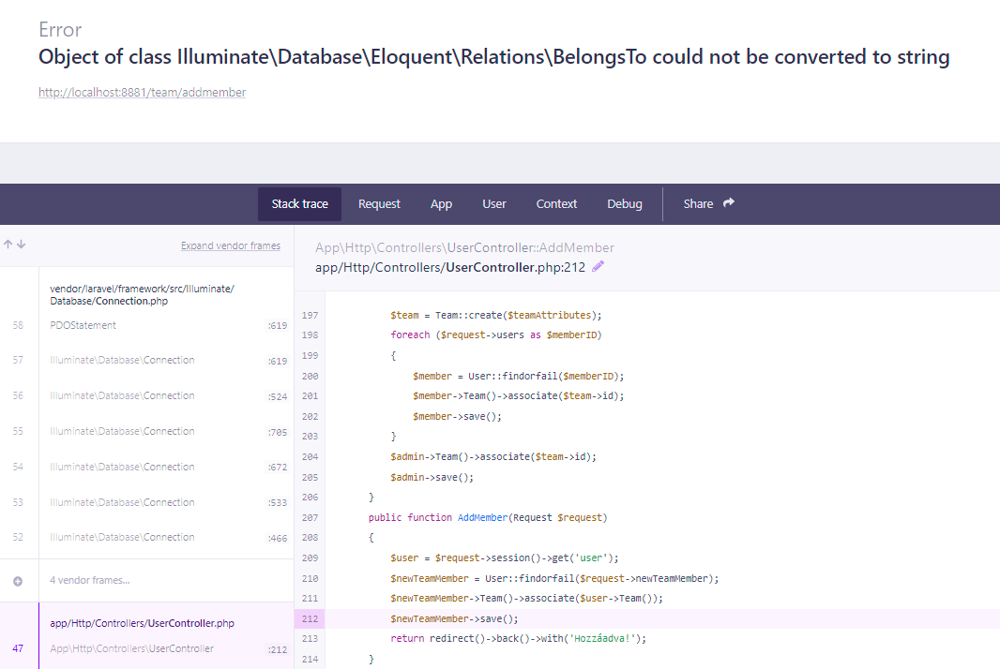 Error
Object of class Illuminate\Database\Eloquent\Relations\BelongsTo could not be converted to string
http://localhost:8881/team/addmember
Stack trace Request App User Context Debug Share
Expand vendor frames
vendor/laravel/framework/src/Illuminate/
Database/Connection.php
58 PDOStatement :619
57 Illuminate\Database\Connection :619
56 Illuminate\Database\Connection :524
55 Illuminate\Database\Connection :705
54 Illuminate\Database\Connection :672
53 Illuminate\Database\Connection :533
52 Illuminate\Database\Connection :466
4 vendor frames...
app/Http/Controllers/UserController.php
47 App\Http\Controllers\UserController :212
App\Http\Controllers\UserController::AddMember
app/Http/Controllers/UserController.php:212
197 $team = Team::create($teamAttributes);
198 foreach ($request->users as $memberID)
199 {
200 $member = User::findorfail($memberID);
201 $member->Team()->associate($team->id);
202 $member->save();
203 }
204 $admin->Team()->associate($team->id);
205 $admin->save();
206 }
207 public function AddMember(Request $request)
208 {
209 $user = $request->session()->get('user');
210 $newTeamMember = User::findorfail($request->newTeamMember);
211 $newTeamMember->Team()->associate($user->Team());
212 $newTeamMember->save();
213 return redirect()->back()->with('Hozzáadva!');
214 }